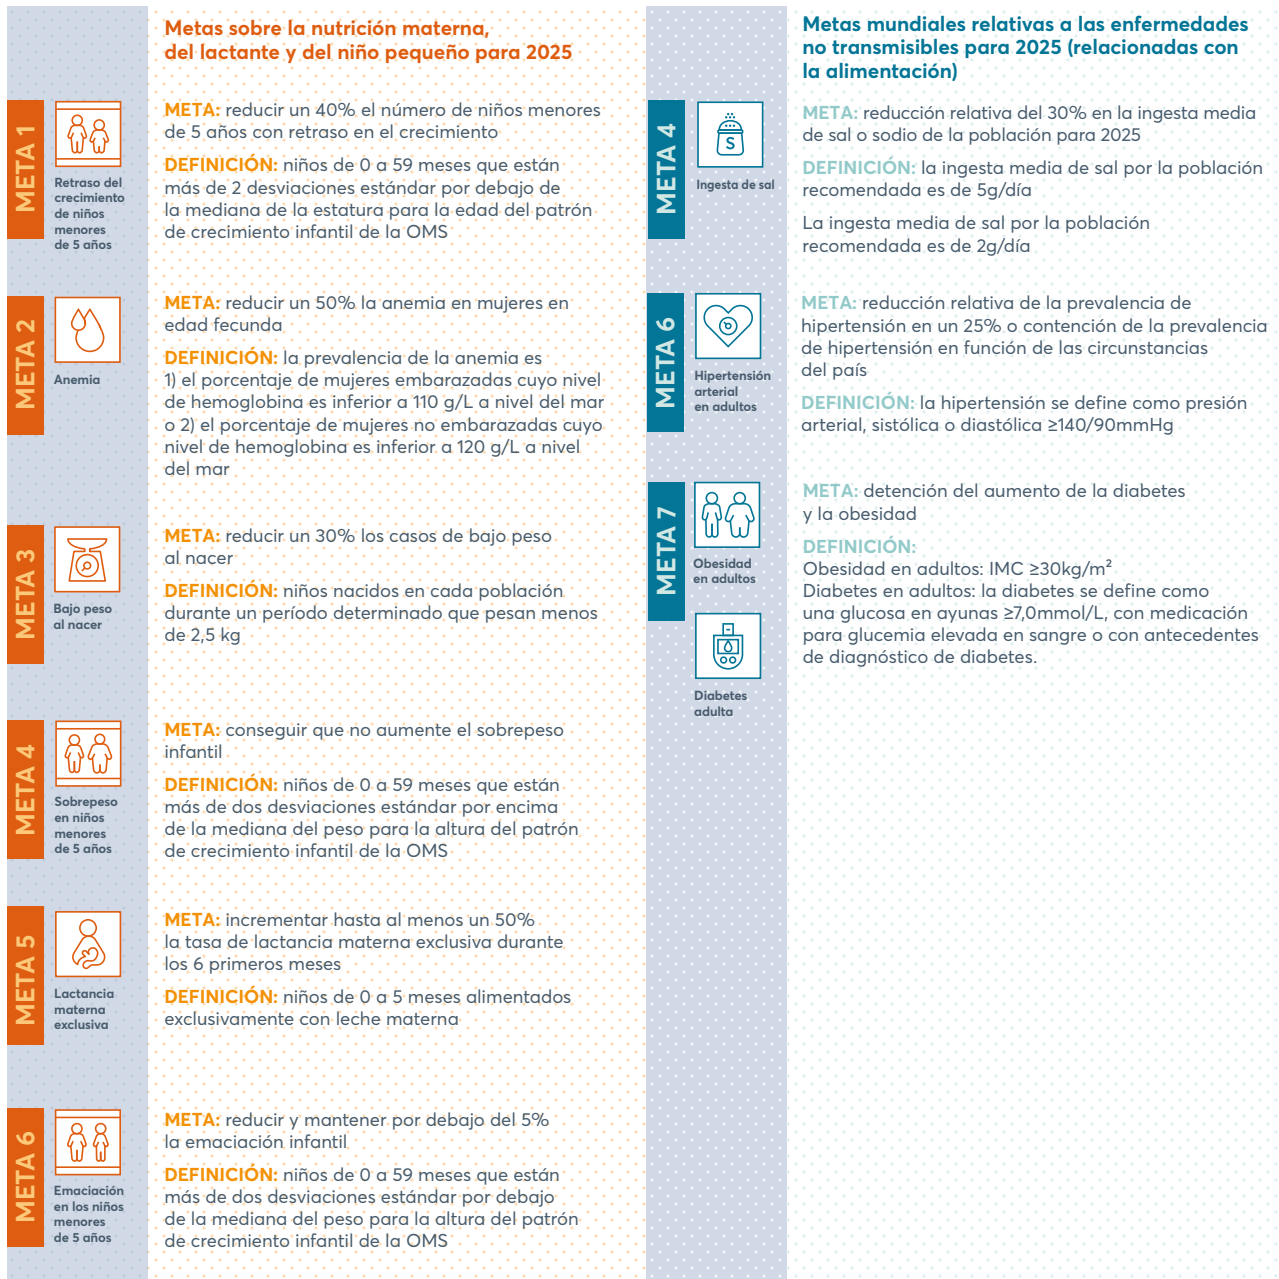 Metas sobre la nutrición materna,
del lactante y del niño pequeño para 2025
META 1
Retraso del
crecimiento
de niños
menores
de 5 años
META: reducir un 40% el número de niños menores
de 5 años con retraso en el crecimiento
DEFINICIÓN: niños de 0 a 59 meses que están
más de 2 desviaciones estándar por debajo de
la mediana de la estatura para la edad del patrón
de crecimiento infantil de la OMS
META 2
Anemia
META: reducir un 50% la anemia en mujeres en
edad fecunda
DEFINICIÓN: la prevalencia de la anemia es
1) el porcentaje de mujeres embarazadas cuyo nivel
de hemoglobina es inferior a 110 g/L a nivel del mar
o 2) el porcentaje de mujeres no embarazadas cuyo
nivel de hemoglobina es inferior a 120 g/L a nivel
del mar
META 3
Bajo peso
al nacer
META: reducir un 30% los casos de bajo peso
al nacer
DEFINICIÓN: niños nacidos en cada población
durante un período determinado que pesan menos
de 2,5 kg
META 4
Sobrepeso
en niños
menores
de 5 años
META: conseguir que no aumente el sobrepeso
infantil
DEFINICIÓN: niños de 0 a 59 meses que están
más de dos desviaciones estándar por encima
de la mediana del peso para la altura del patrón
de crecimiento infantil de la OMS
META 5
Lactancia
materna
exclusiva
META: incrementar hasta al menos un 50%
la tasa de lactancia materna exclusiva durante
los 6 primeros meses
DEFINICIÓN: niños de 0 a 5 meses alimentados
exclusivamente con leche materna
META 6
Emaciación
en los niños
menores
de 5 años
META: reducir y mantener por debajo del 5%
la emaciación infantil
DEFINICIÓN: niños de 0 a 59 meses que están
más de dos desviaciones estándar por debajo
de la mediana del peso para la altura del patrón
de crecimiento infantil de la OMS
Metas mundiales relativas a las enfermedades
no transmisibles para 2025 (relacionadas con
la alimentación)
META 4
S
Ingesta de sal
META: reducción relativa del 30% en la ingesta media
de sal o sodio de la población para 2025
DEFINICIÓN: la ingesta media de sal por la población
recomendada es de 5g/día
La ingesta media de sal por la población
recomendada es de 2g/día
META 6
Hipertensión
arterial
en adultos
META: reducción relativa de la prevalencia de
hipertensión en un 25% o contención de la prevalencia
de hipertensión en función de las circunstancias
del país
DEFINICIÓN: la hipertensión se define como presión
arterial, sistólica o diastólica ≥140/90mmHg
META 7
Obesidad
en adultos
Diabetes
adulta
META: detención del aumento de la diabetes
y la obesidad
DEFINICIÓN:
Obesidad en adultos: IMC ≥30kg/m²
Diabetes en adultos: la diabetes se define como
una glucosa en ayunas ≥7,0mmol/L, con medicación
para glucemia elevada en sangre o con antecedentes
de diagnóstico de diabetes.